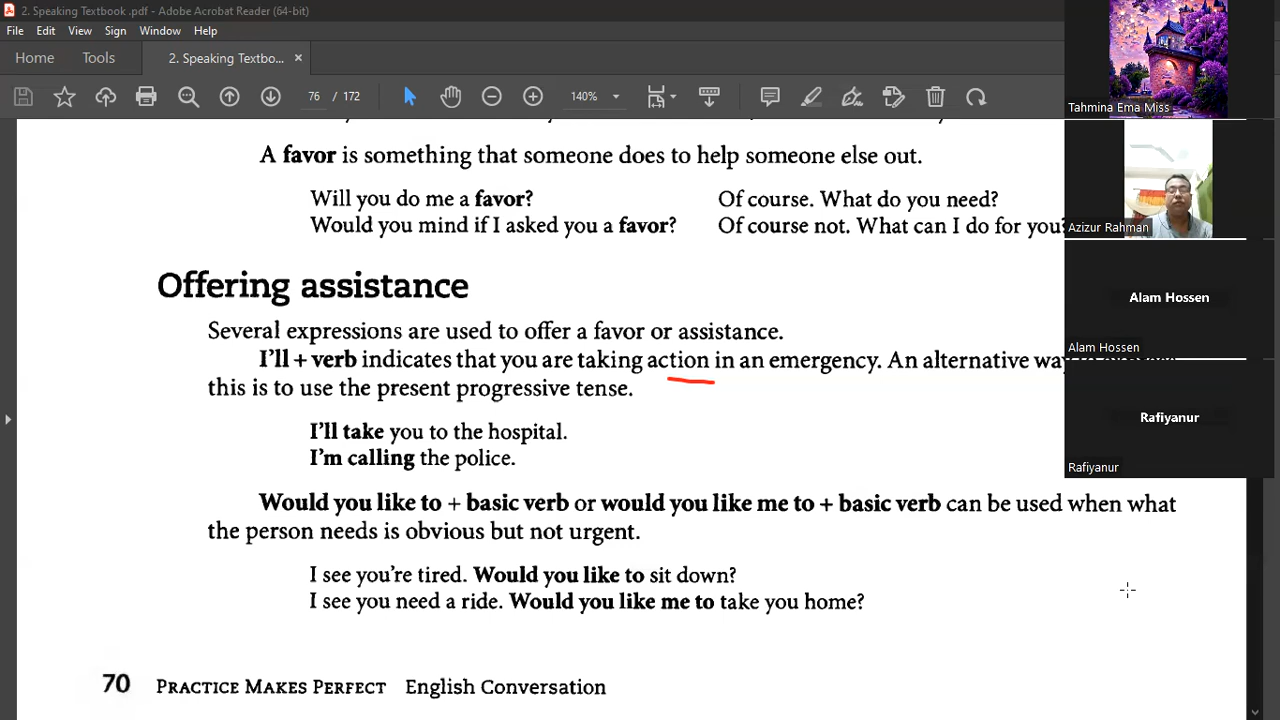 2. Speaking Textbook .pdf - Adobe Acrobat Reader (64-bit)
File Edit View Sign Window Help
Home Tools 2. Speaking Textbo... ×
76 / 172 140%
A favor is something that someone does to help someone else out.
Will you do me a favor? Of course. What do you need?
Would you mind if I asked you a favor? Of course not. What can I do for you?
Offering assistance
Several expressions are used to offer a favor or assistance.
I'll + verb indicates that you are taking action in an emergency. An alternative way
this is to use the present progressive tense.
I'll take you to the hospital.
I'm calling the police.
Would you like to + basic verb or would you like me to + basic verb can be used when what
the person needs is obvious but not urgent.
I see you're tired. Would you like to sit down?
I see you need a ride. Would you like me to take you home?
70 Practice Makes Perfect English Conversation
Tahmina Ema Miss
Azizur Rahman
Alam Hossen
Alam Hossen
Rafiyanur
Rafiyanur